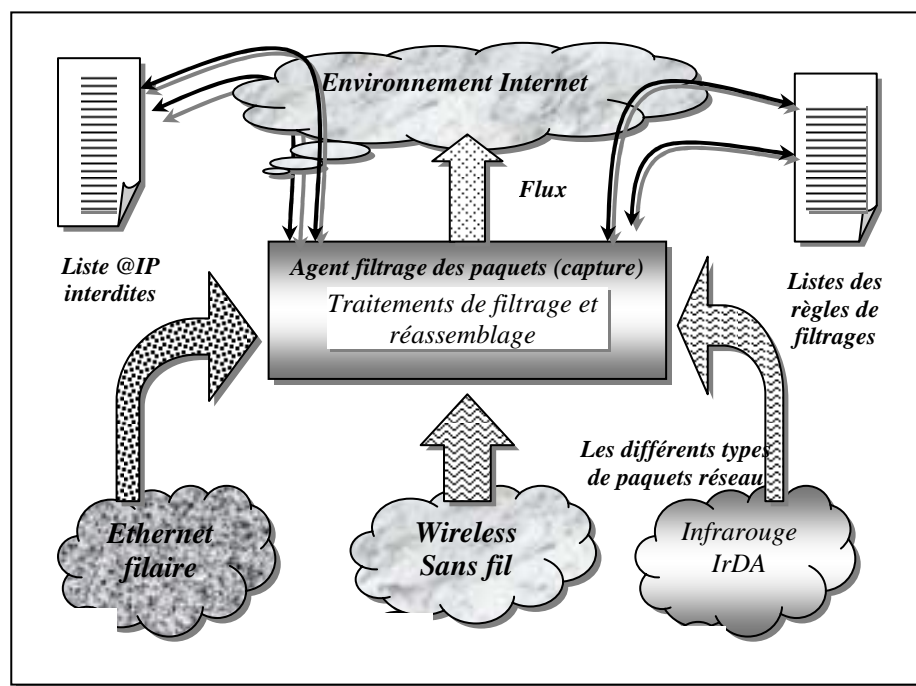 Environnement Internet
Flux
Liste @IP
interdites
Agent filtrage des paquets (capture)
Traitements de filtrage et
réassemblage
Listes des
règles de
filtrages
Les différents types
de paquets réseau
Ethernet
filaire
Wireless
Sans fil
Infrarouge
IrDA